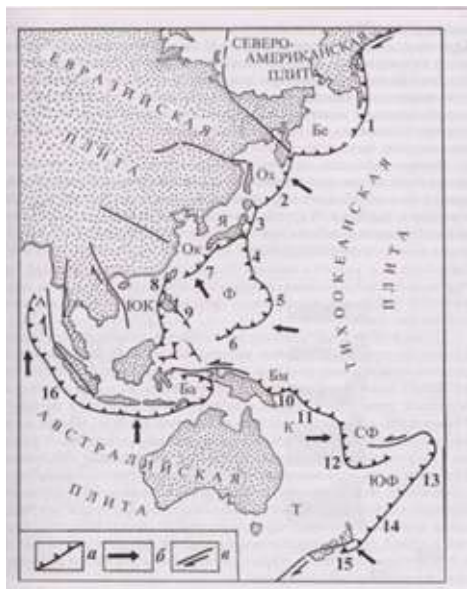 СЕВЕРО-
АМЕРИКАНСКАЯ
ПЛИТА
ЕВРАЗИЙСКАЯ
ПЛИТА
Бе
1
Ох
2
Я
3
Ок
4
7
8
ЮК
9
Ф
5
6
ТИХООКЕАНСКАЯ
ПЛИТА
А
16
Ба
Бм
10
11
К
12
СФ
ЮФ
13
АВСТРАЛИЙСКАЯ
ПЛИТА
Т
14
15
а
б
в